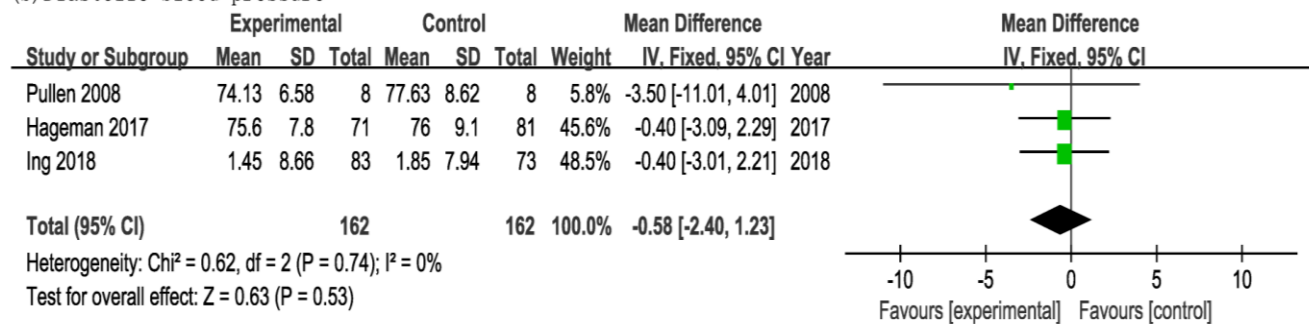 Experimental Control Mean Difference Mean Difference
Study or Subgroup Mean SD Total Mean SD Total Weight IV, Fixed, 95% CI Year IV, Fixed, 95% CI
Pullen 2008 74.13 6.58 8 77.63 8.62 8 5.8% -3.50 [-11.01, 4.01] 2008
Hageman 2017 75.6 7.8 71 76 9.1 81 45.6% -0.40 [-3.09, 2.29] 2017
Ing 2018 1.45 8.66 83 1.85 7.94 73 48.5% -0.40 [-3.01, 2.21] 2018
Total (95% CI) 162 162 100.0% -0.58 [-2.40, 1.23]
Heterogeneity: Chi² = 0.62, df = 2 (P = 0.74); I² = 0%
Test for overall effect: Z = 0.63 (P = 0.53)
-10 -5 0 5 10
Favours [experimental] Favours [control]